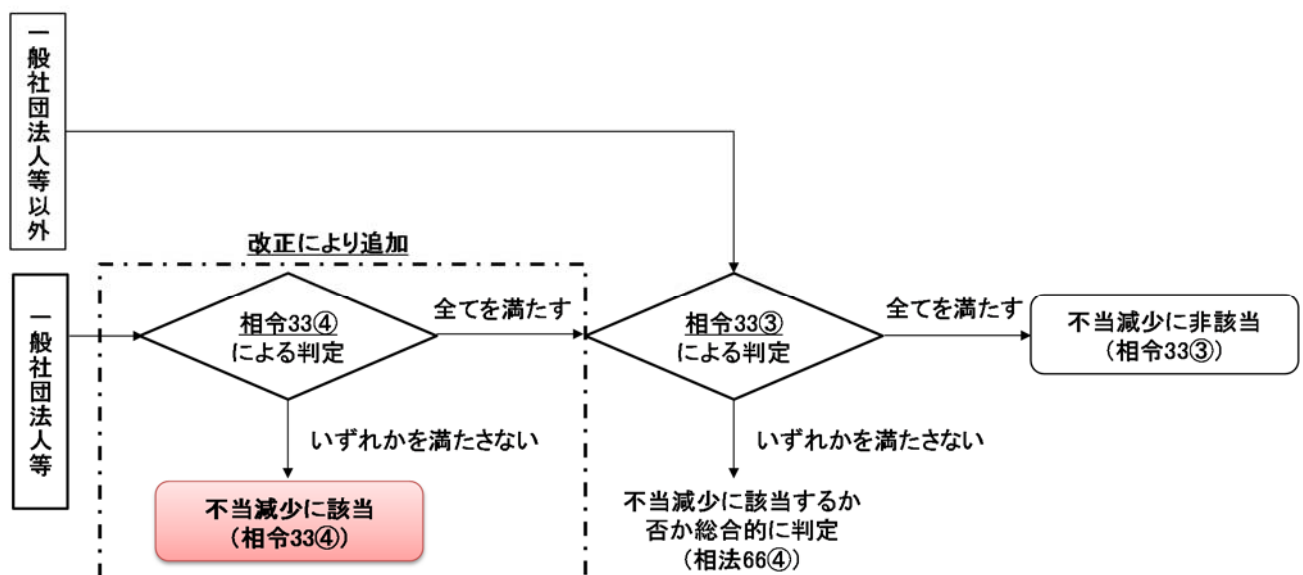 一般社団法人等以外
改正により追加
一般社団法人等
相令33④
による判定
全てを満たす
いずれかを満たさない
不当減少に該当
(相令33④)
相令33③
による判定
全てを満たす
不当減少に非該当
(相令33③)
いずれかを満たさない
不当減少に該当するか
否か総合的に判定
(相法66④)